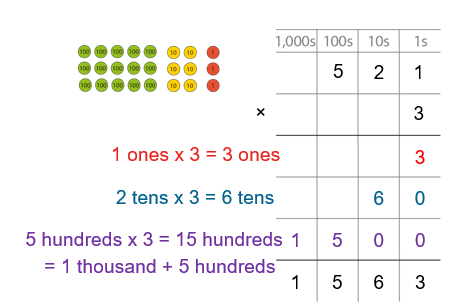 1,000s 100s 10s 1s
100 100 100 100 100 10 10 1
100 100 100 100 100 10 10 1
100 100 100 100 100 10 10 1
5 2 1
× 3
1 ones x 3 = 3 ones 3
2 tens x 3 = 6 tens 6 0
5 hundreds x 3 = 15 hundreds 1 5 0 0
= 1 thousand + 5 hundreds
1 5 6 3